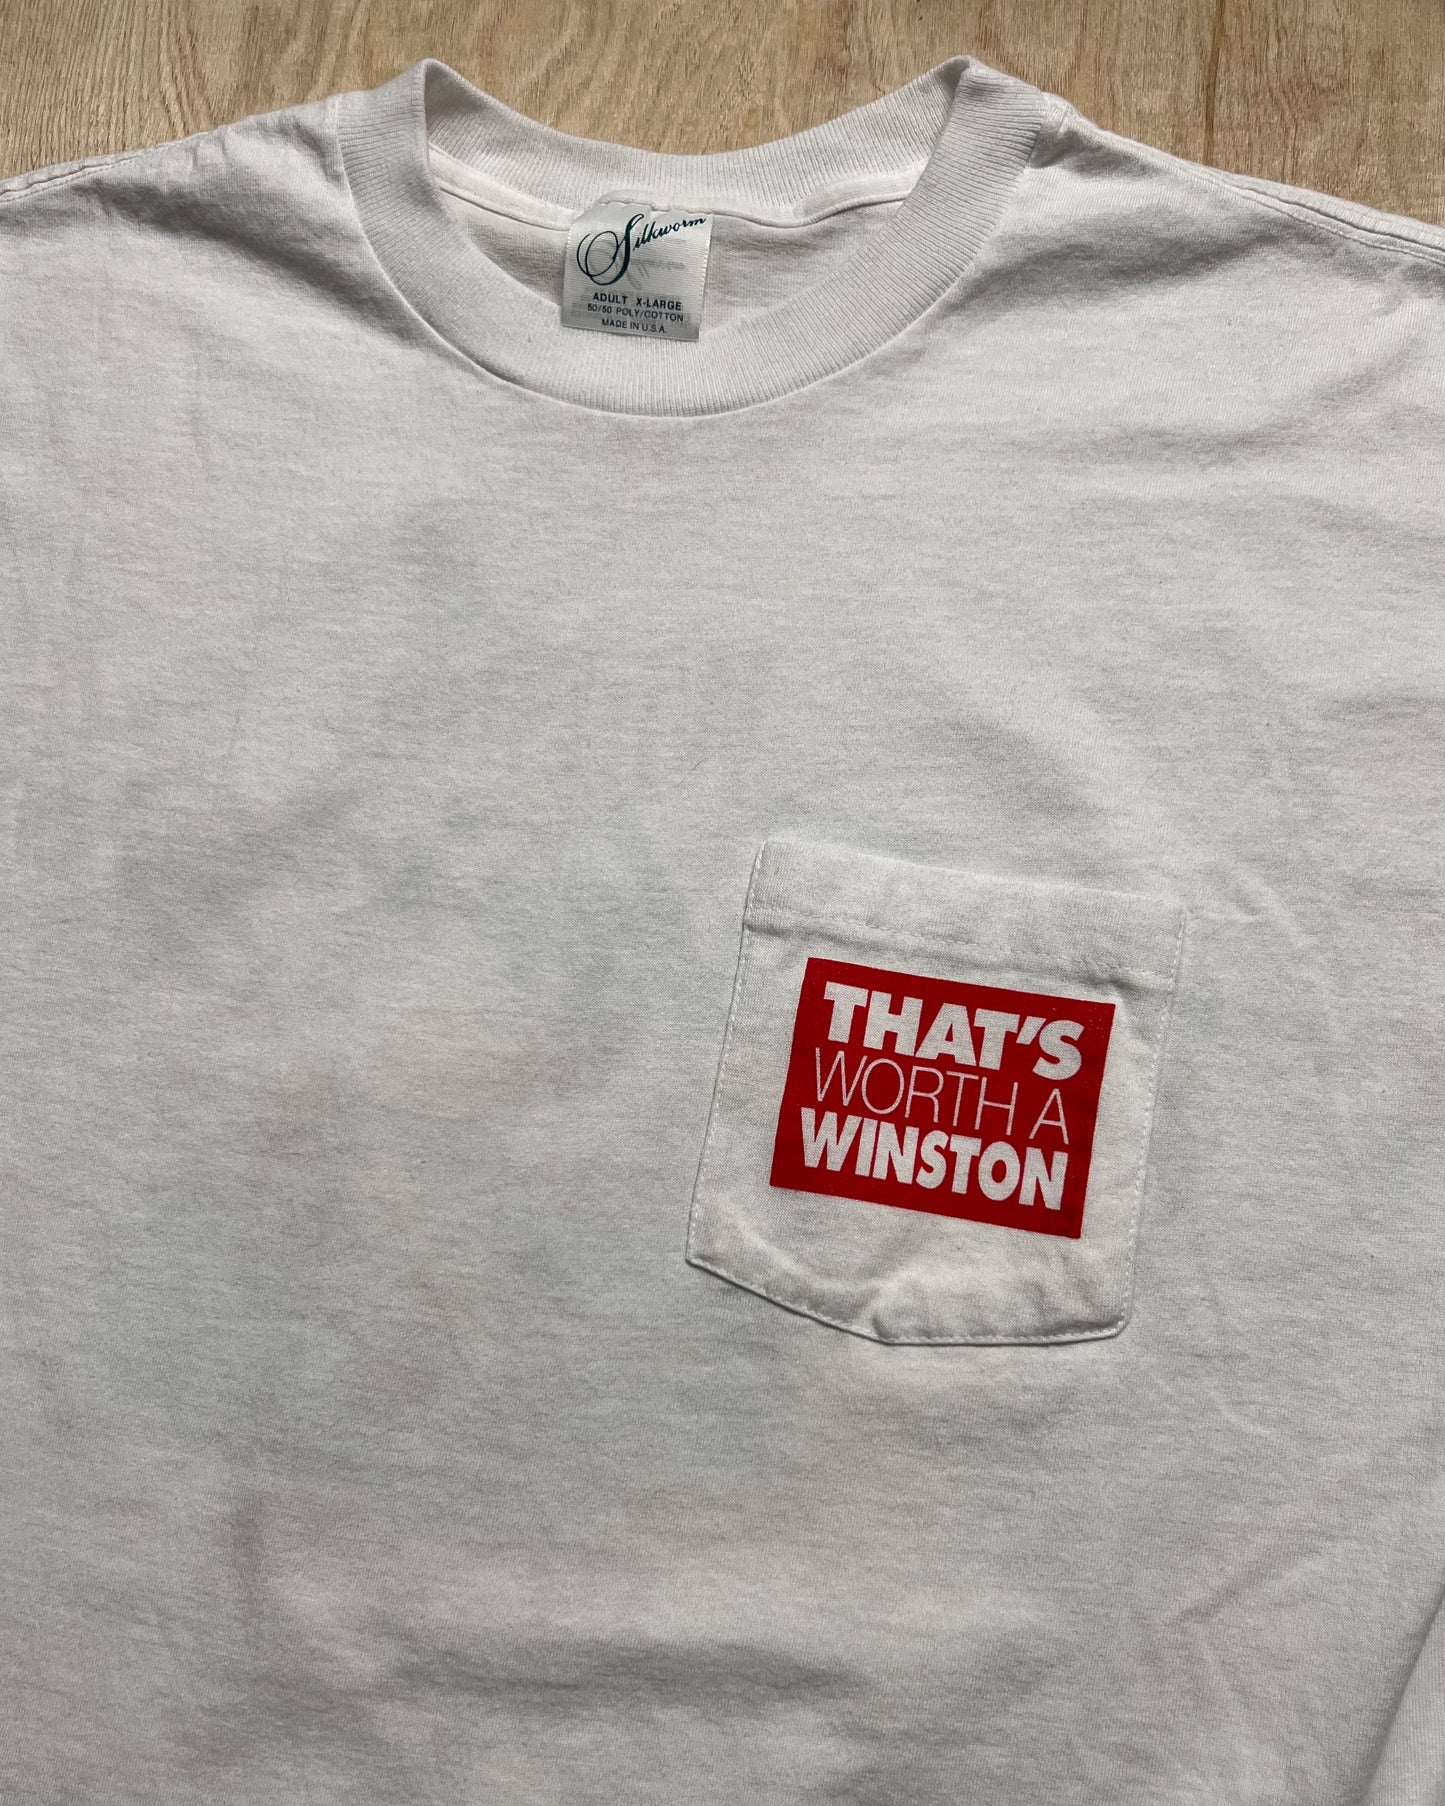 Silkworm
ADULT X-LARGE
50/50 POLY/COTTON
MADE IN U.S.A.
THAT'S
WORTH A
WINSTON